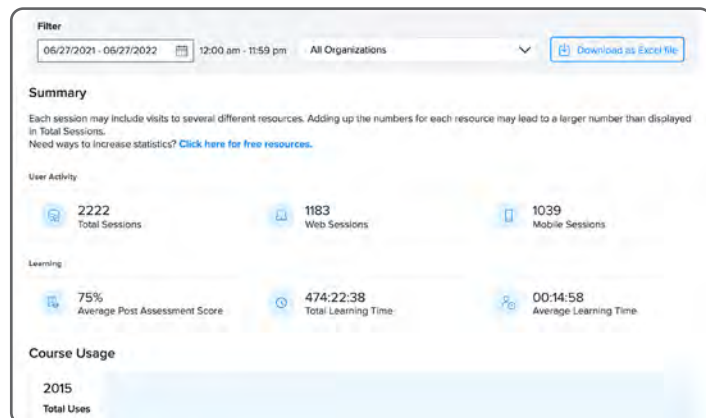 Filter
06/27/2021 - 06/27/2022
12:00 am - 11:59 pm
All Organizations
Download as Excel file
Summary
Each session may include visits to several different resources. Adding up the numbers for each resource may lead to a larger number than displayed
in Total Sessions.
Need ways to increase statistics? Click here for free resources.
User Activity
2222
Total Sessions
1183
Web Sessions
1039
Mobile Sessions
Learning
75%
Average Post Assessment Score
474:22:38
Total Learning Time
00:14:58
Average Learning Time
Course Usage
2015
Total Uses